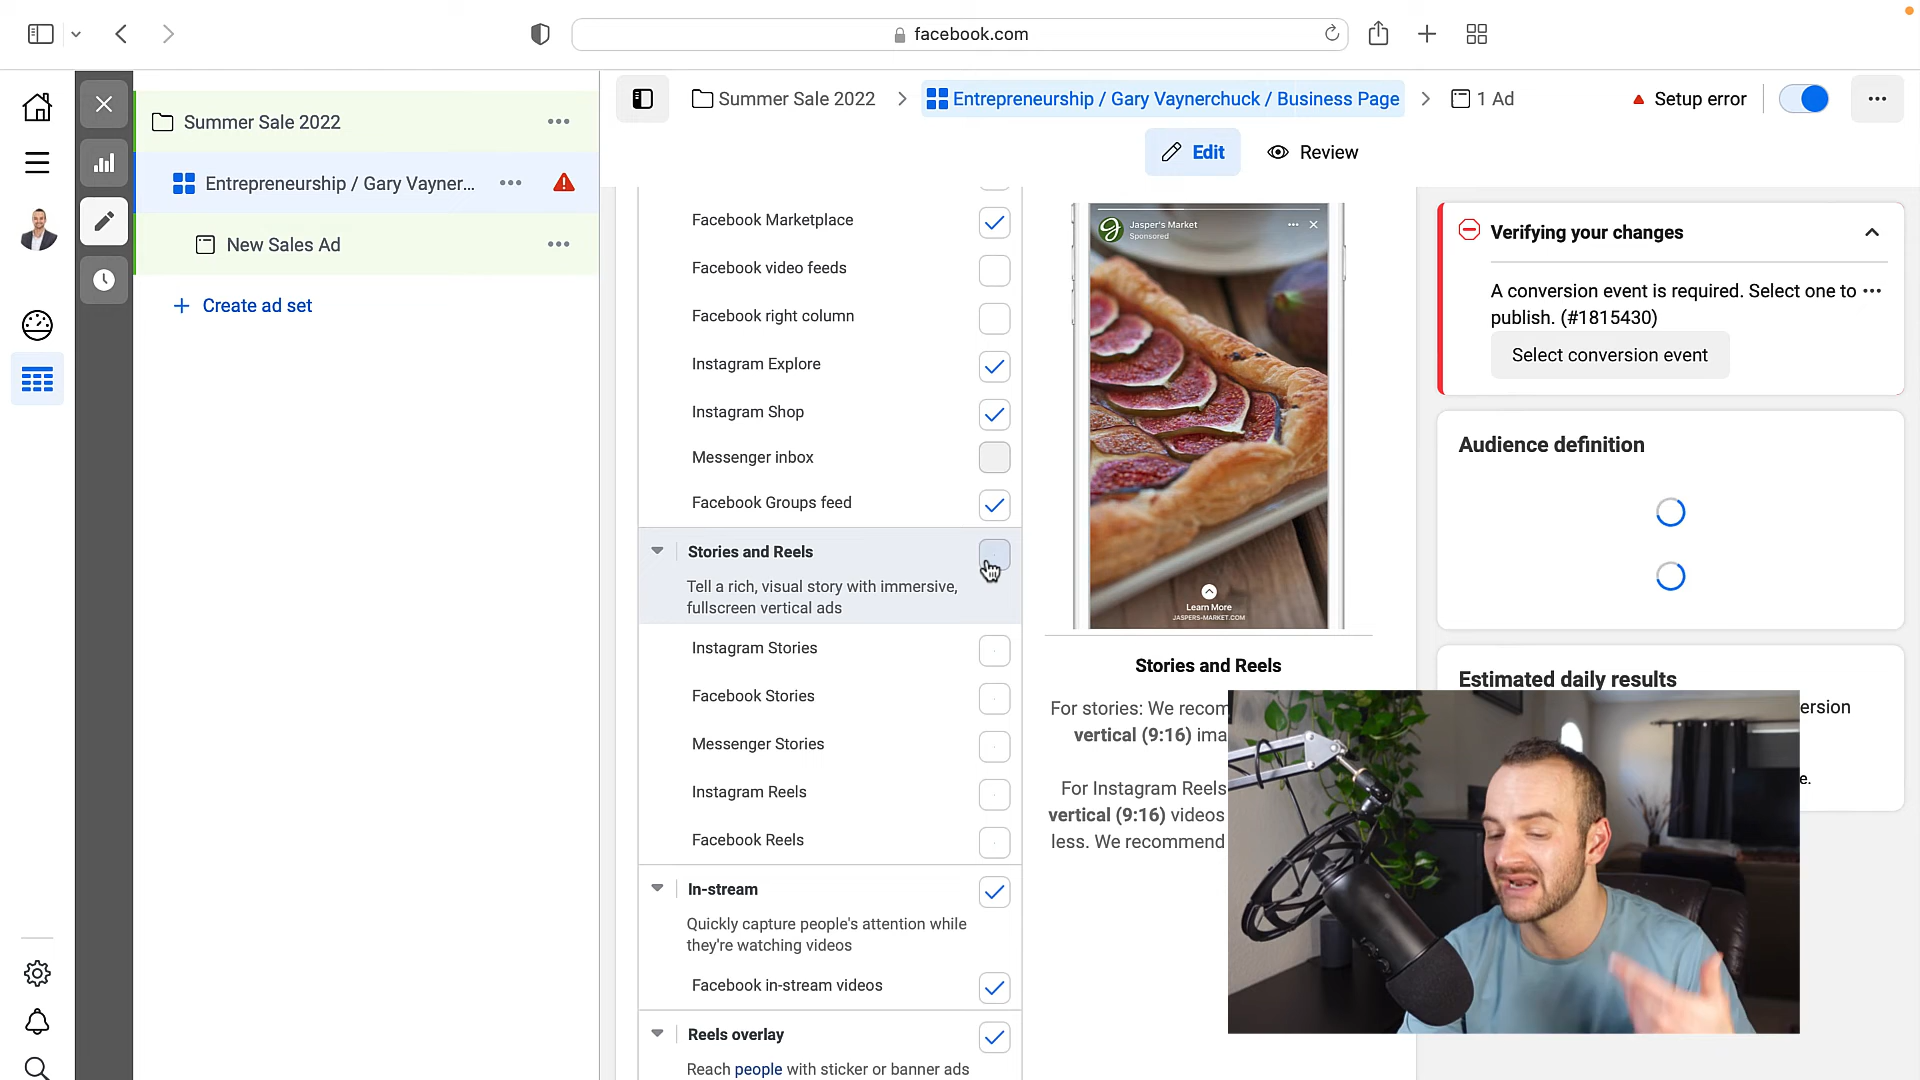 facebook.com
Summer Sale 2022
Entrepreneurship / Gary Vayner...
New Sales Ad
Create ad set
Summer Sale 2022
Entrepreneurship / Gary Vaynerchuck / Business Page
1 Ad
Setup error
Edit
Review
Facebook Marketplace
Facebook video feeds
Facebook right column
Instagram Explore
Instagram Shop
Messenger inbox
Facebook Groups feed
Stories and Reels
Tell a rich, visual story with immersive,
fullscreen vertical ads
Instagram Stories
Facebook Stories
Messenger Stories
Instagram Reels
Facebook Reels
In-stream
Quickly capture people's attention while
they're watching videos
Facebook in-stream videos
Reels overlay
Reach people with sticker or banner ads
Jasper's Market
Sponsored
Learn More
JASPERS-MARKET.COM
Stories and Reels
For stories: We recom
vertical (9:16) ima
For Instagram Reels
vertical (9:16) videos
less. We recommend
Verifying your changes
A conversion event is required. Select one to
publish. (#1815430)
Select conversion event
Audience definition
Estimated daily results
ersion
e.